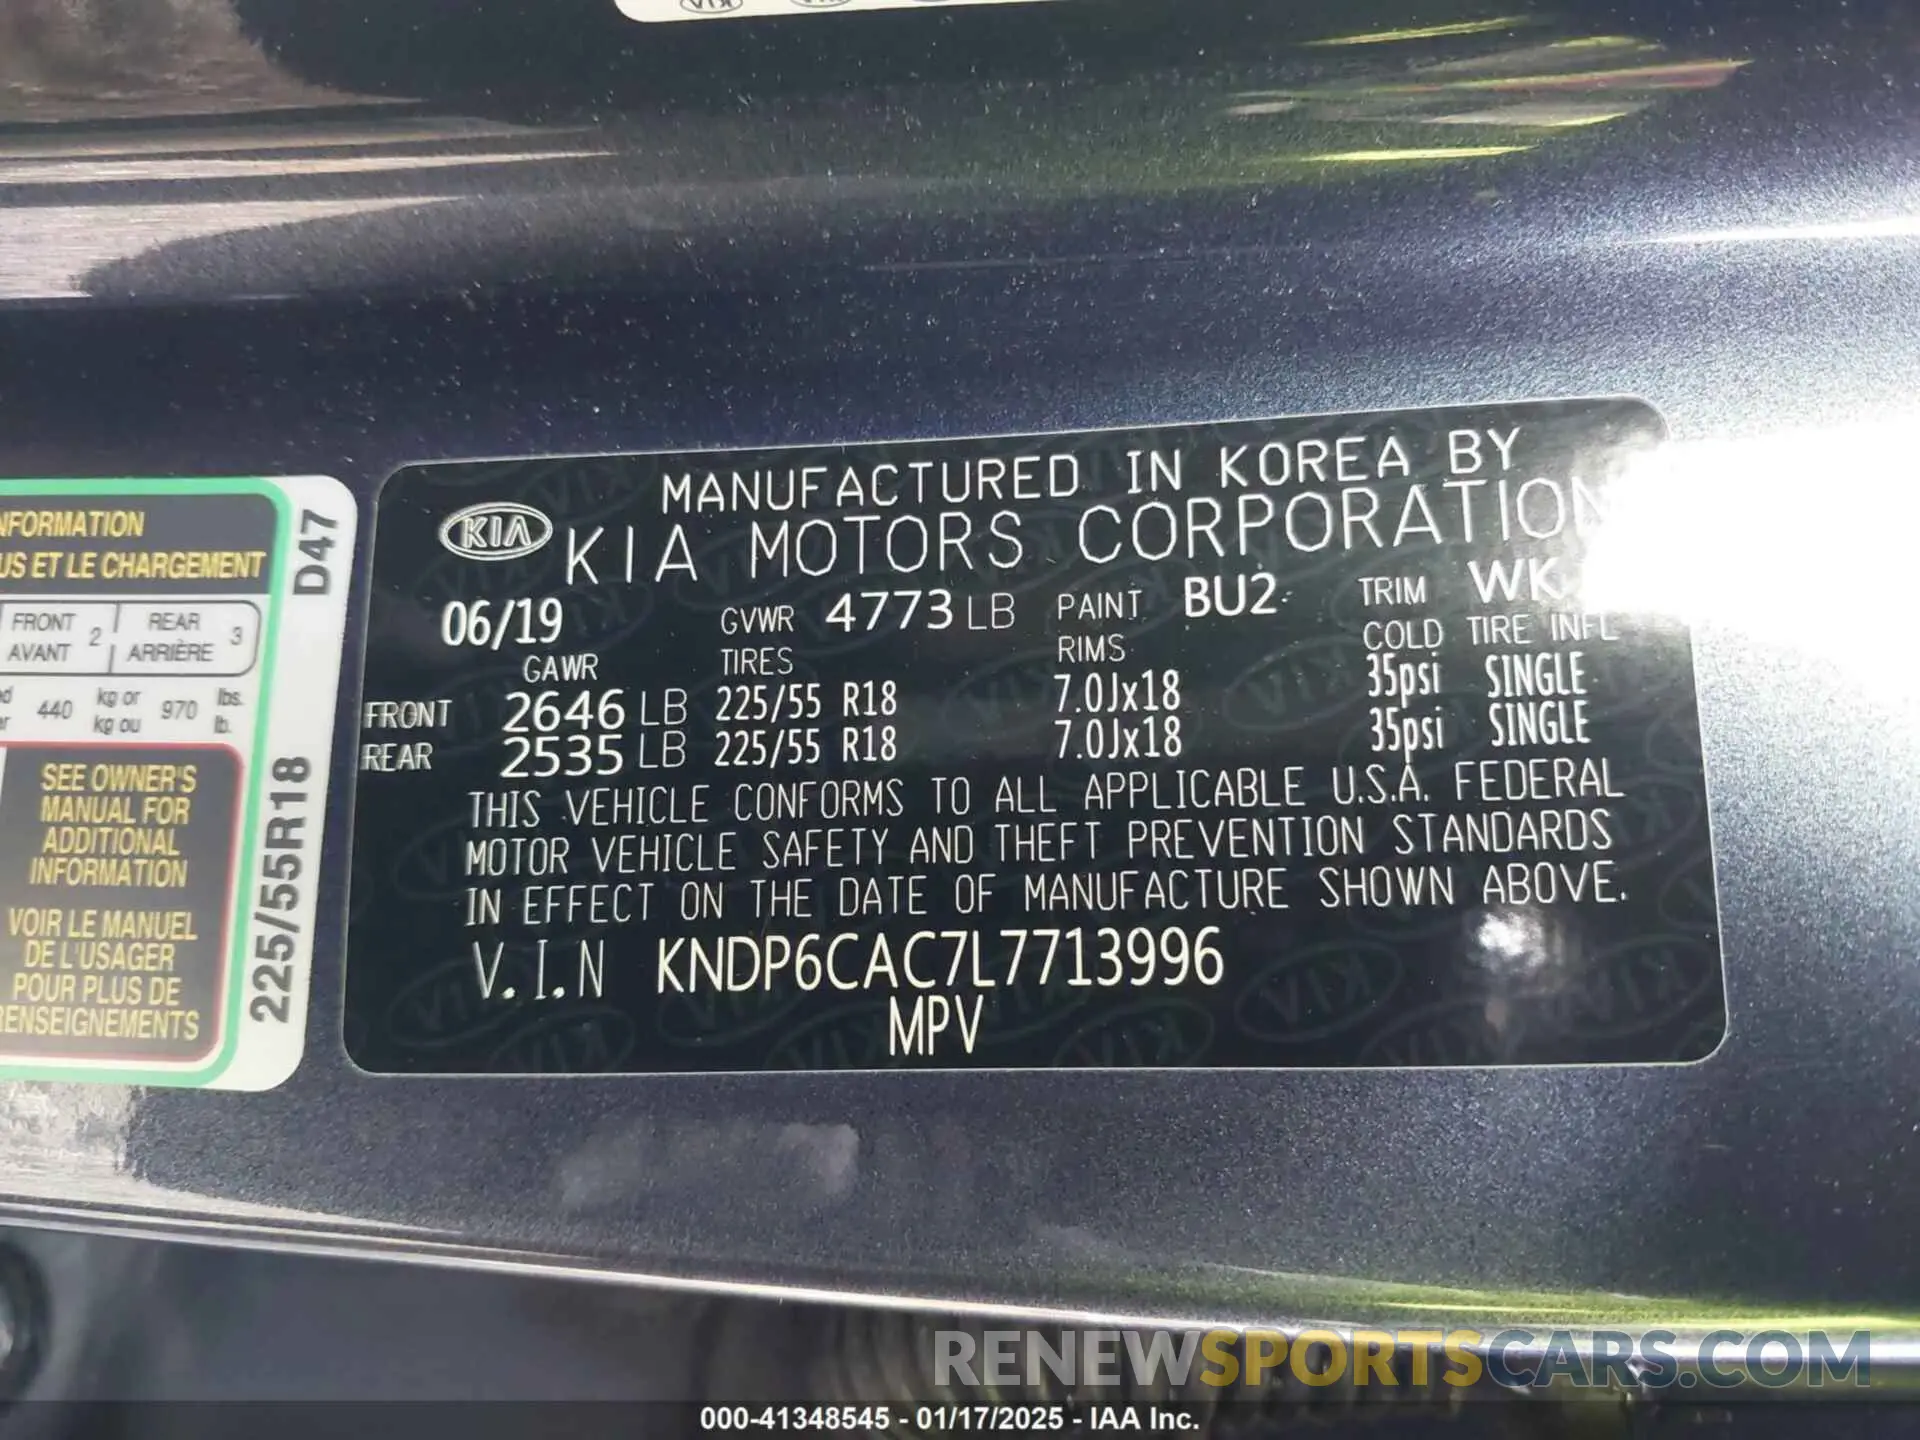 MANUFACTURED IN KOREA BY
KIA KIA MOTORS CORPORATION
06/19 GVWR 4773 LB PAINT BU2 TRIM WK
GAWR TIRES RIMS COLD TIRE INFL
FRONT 2646 LB 225/55 R18 7.0Jx18 35psi SINGLE
REAR 2535 LB 225/55 R18 7.0Jx18 35psi SINGLE
THIS VEHICLE CONFORMS TO ALL APPLICABLE U.S.A. FEDERAL
MOTOR VEHICLE SAFETY AND THEFT PREVENTION STANDARDS
IN EFFECT ON THE DATE OF MANUFACTURE SHOWN ABOVE.
V.I.N KNDP6CAC7L7713996
MPV
ET LE CHARGEMENT
FRONT
AVANT 2
REAR
ARRIÈRE 3
440 kg or
kg ou 970 lbs.
lb.
SEE OWNER'S
MANUAL FOR
ADDITIONAL
INFORMATION
VOIR LE MANUEL
DE L'USAGER
POUR PLUS DE
RENSEIGNEMENTS
225/55R18 D47
RENEWSPORTSCARS.COM
000-41348545 - 01/17/2025 - IAA Inc.